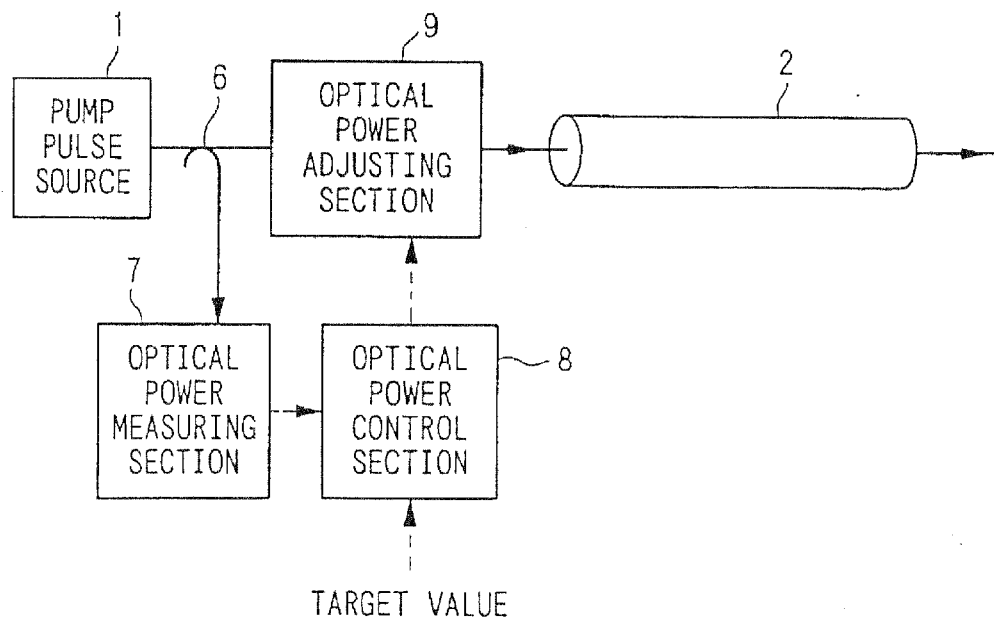 1
PUMP
PULSE
SOURCE
6
9
OPTICAL
POWER
ADJUSTING
SECTION
2
7
OPTICAL
POWER
MEASURING
SECTION
OPTICAL
POWER
CONTROL
SECTION
8
TARGET VALUE